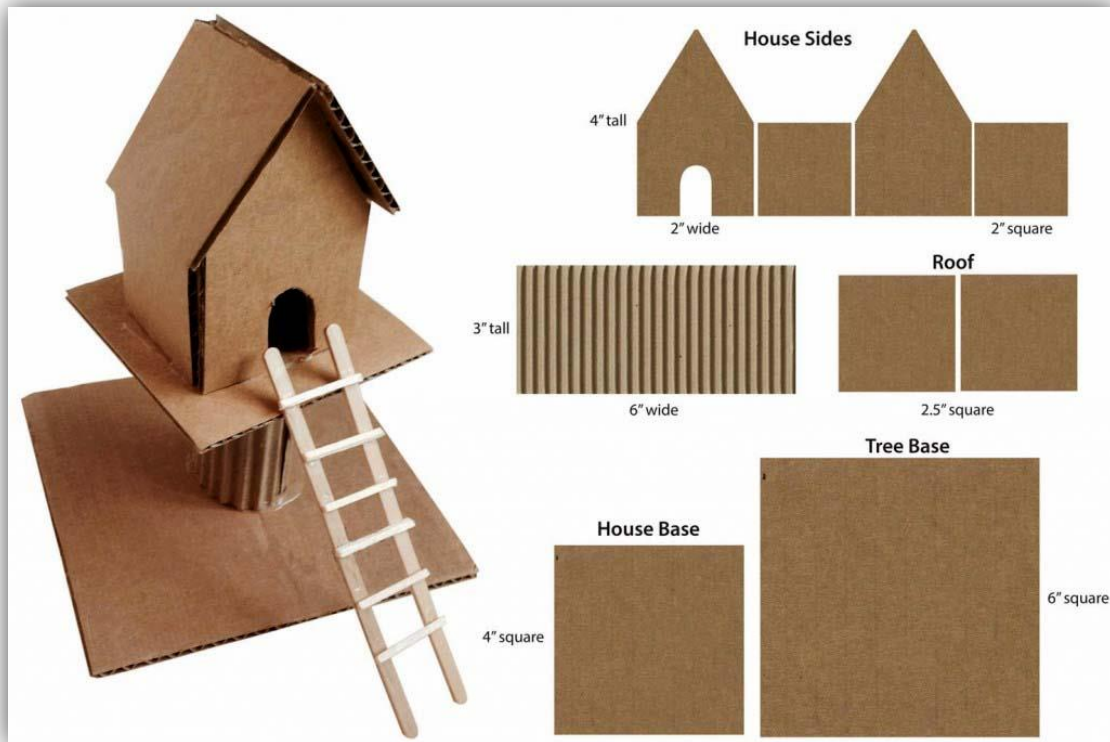 House Sides
4” tall
2” wide
2” square
Roof
3” tall
6” wide
2.5” square
Tree Base
House Base
6” square
4” square